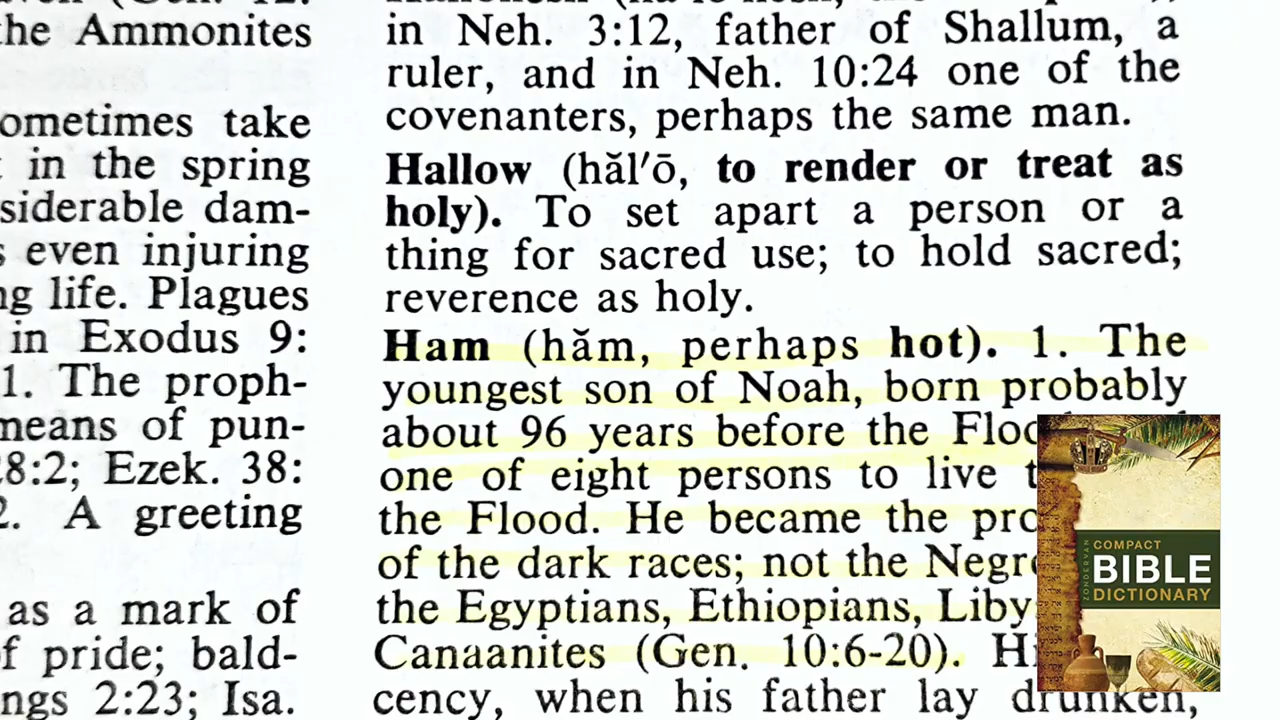 the Ammonites
ometimes take
in the spring
siderable dam-
s even injuring
ng life. Plagues
in Exodus 9:
1. The proph-
means of pun-
28:2; Ezek. 38:
2. A greeting
as a mark of
of pride; bald-
ngs 2:23; Isa.
in Neh. 3:12, father of Shallum, a
ruler, and in Neh. 10:24 one of the
covenanters, perhaps the same man.
Hallow (hăl′ō, to render or treat as
holy). To set apart a person or a
thing for sacred use; to hold sacred;
reverence as holy.
Ham (hăm, perhaps hot). 1. The
youngest son of Noah, born probably
about 96 years before the Floo
one of eight persons to live t
the Flood. He became the pro
of the dark races; not the Negr
the Egyptians, Ethiopians, Liby
Canaanites (Gen. 10:6-20). Hi
cency, when his father lay drunken,
ZONDERVAN
COMPACT
BIBLE
DICTIONARY